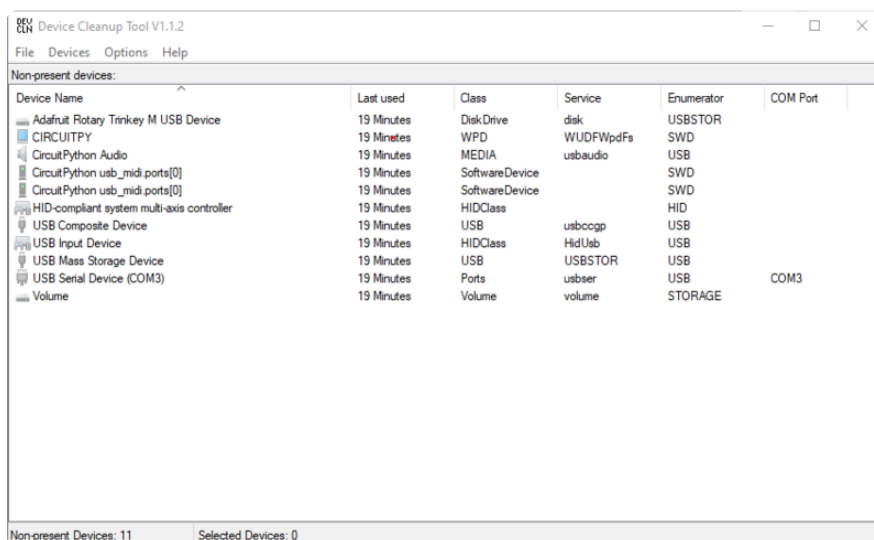 DEV CLN Device Cleanup Tool V1.1.2
File Devices Options Help
Non-present devices:
Device Name Last used Class Service Enumerator COM Port
Adafruit Rotary Trinkey M USB Device 19 Minutes DiskDrive disk USBSTOR
CIRCUITPY 19 Minutes WPD WUDFWpdFs SWD
CircuitPython Audio 19 Minutes MEDIA usbaudio USB
CircuitPython usb_midi.ports[0] 19 Minutes SoftwareDevice SWD
CircuitPython usb_midi.ports[0] 19 Minutes SoftwareDevice SWD
HID-compliant system multi-axis controller 19 Minutes HIDClass HID
USB Composite Device 19 Minutes USB usbccgp USB
USB Input Device 19 Minutes HIDClass HidUsb USB
USB Mass Storage Device 19 Minutes USB USBSTOR USB
USB Serial Device (COM3) 19 Minutes Ports usbser USB COM3
Volume 19 Minutes Volume volume STORAGE
Non-present Devices: 11 Selected Devices: 0